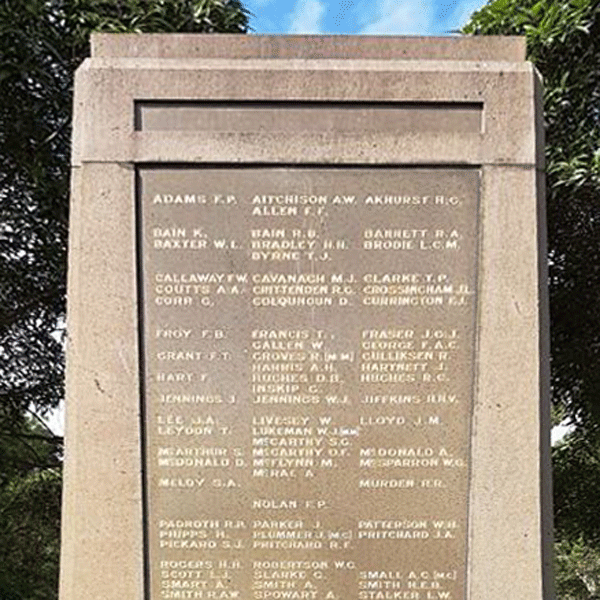 ADAMS F.P. AITCHISON A.W. AKHURST H.G.
ALLEN F.F.
BAIN K. BAIN R.B. BARRETT R.A.
BAXTER W.L. BRADLEY H.H. BRODIE L.C.M.
BYRNE T.J.
CALLAWAY F.W. CAVANAGH M.J. CLARKE T.P.
COUTTS A.A. CRITTENDEN R.G. CROSSINGHAM J.L.
CORR G. COLQUHOUN D. CURRINGTON E.J.
FROY F.B. FRANCIS T. FRASER J.G.J.
GALLEN W. GEORGE F.A.C.
GRANT F.T. GROVES R.[M.M] GULLIKSEN R.
HARRIS A.H. HARTNETT J.
HART F. HUGHES D.B. HUGHES R.C.
INSKIP G.
JENNINGS J. JENNINGS W.J. JIFFKINS H.H.V.
LEE J.A. LIVESEY W. LLOYD J.M.
LEYDON T. LUKEMAN W.J.[M.M]
McCARTHY S.G.
McARTHUR S. McCARTHY O.F. McDONALD A.
McDONALD D. McFLYNN M. McSPARRON W.G.
McRAE A.
MELOY S.A. MURDEN H.R.
NOLAN F.P.
PADROTH R.P. PARKER J. PATTERSON W.H.
PHIPPS H. PLUMMER J.[M.C] PRITCHARD J.A.
PICKARD S.J. PRITCHARD R.F.
ROGERS H.H. ROBERTSON W.G.
SCOTT L.J. SLARKE G. SMALL A.C.[M.C]
SMART A. SMITH A. SMITH H.E.B.
SMITH R.A.W. SPOWART A. STALKER L.W.